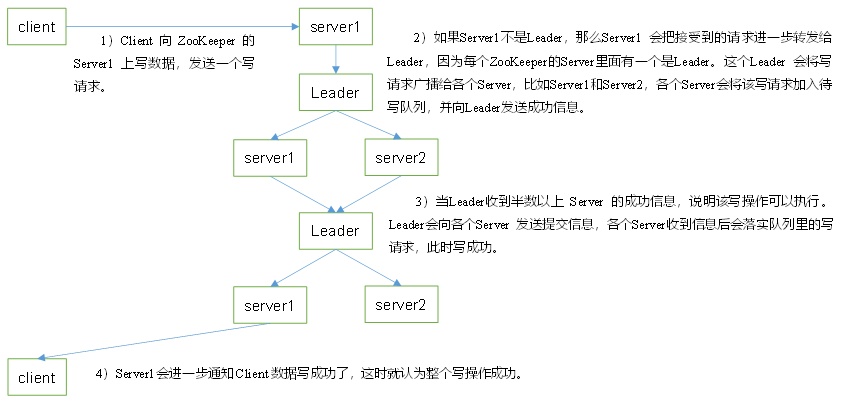 client
server1
1）Client 向 ZooKeeper 的
Server1 上写数据，发送一个写
请求。
2）如果Server1不是Leader，那么Server1 会把接受到的请求进一步转发给
Leader，因为每个ZooKeeper的Server里面有一个是Leader。这个Leader 会将写
请求广播给各个Server，比如Server1和Server2，各个Server会将该写请求加入待
写队列，并向Leader发送成功信息。
Leader
server1
server2
3）当Leader收到半数以上 Server 的成功信息，说明该写操作可以执行。
Leader会向各个Server 发送提交信息，各个Server收到信息后会落实队列里的写
请求，此时写成功。
Leader
server1
server2
client
4）Server1会进一步通知Client数据写成功了，这时就认为整个写操作成功。